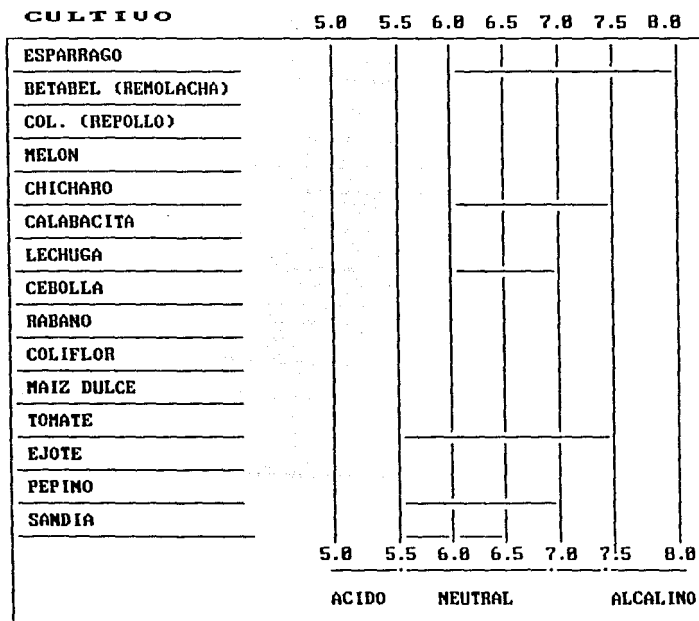 CULTIVO 5.0 5.5 6.0 6.5 7.0 7.5 8.0
ESPARRAGO
BETABEL (REMOLACHA)
COL. (REPOLLO)
MELON
CHICHARO
CALABACITA
LECHUGA
CEBOLLA
RABANO
COLIFLOR
MAIZ DULCE
TOMATE
EJOTE
PEPINO
SANDIA
5.0 5.5 6.0 6.5 7.0 7.5 8.0
ACIDO NEUTRAL ALCALINO